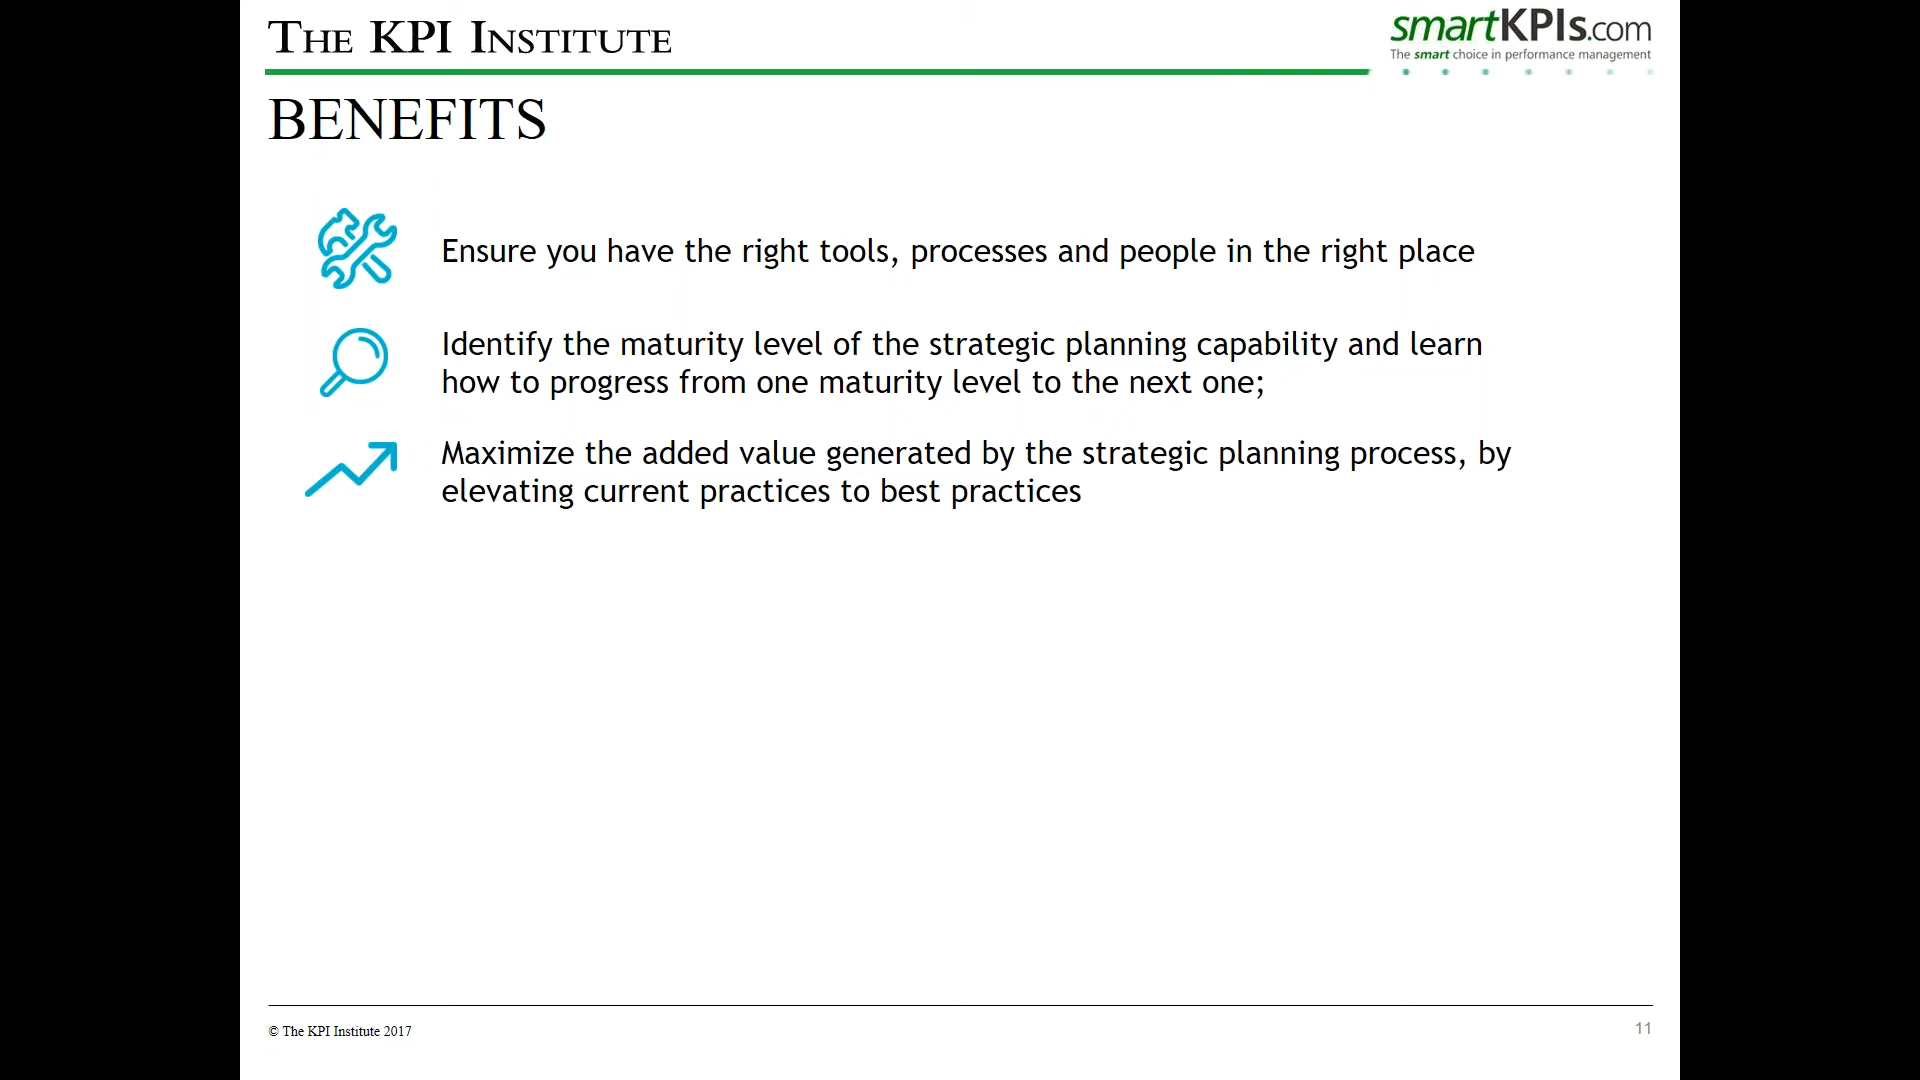 THE KPI INSTITUTE
smartKPIs.com
The smart choice in performance management
BENEFITS
Ensure you have the right tools, processes and people in the right place
Identify the maturity level of the strategic planning capability and learn
how to progress from one maturity level to the next one;
Maximize the added value generated by the strategic planning process, by
elevating current practices to best practices
© The KPI Institute 2017
11